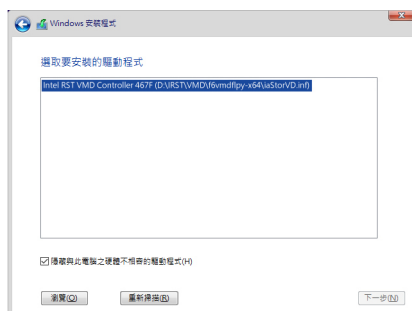 Windows 安裝程式
選取要安裝的驅動程式
Intel RST VMD Controller 467F (D:\IRST\VMD\f6vmdflpy-x64\iaStorVD.inf)
隱藏與此電腦之硬體不相容的驅動程式(H)
瀏覽(O)
重新掃描(R)
下一步(N)